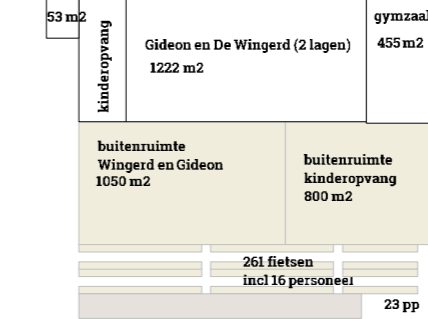 53 m2
kinderopvang
Gideon en De Wingerd (2 lagen)
1222 m2
gymzaal
455 m2
buitenruimte
Wingerd en Gideon
1050 m2
buitenruimte
kinderopvang
800 m2
261 fietsen
incl 16 personeel
23 pp